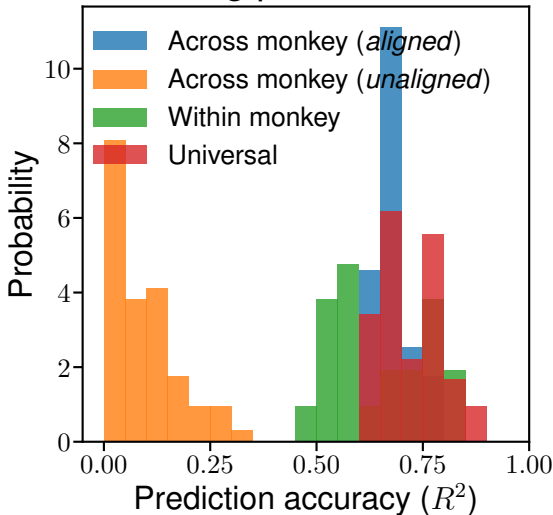 Across monkey (aligned)
Across monkey (unaligned)
Within monkey
Universal
Probability
10
8
6
4
2
0
0.00 0.25 0.50 0.75 1.00
Prediction accuracy (R²)